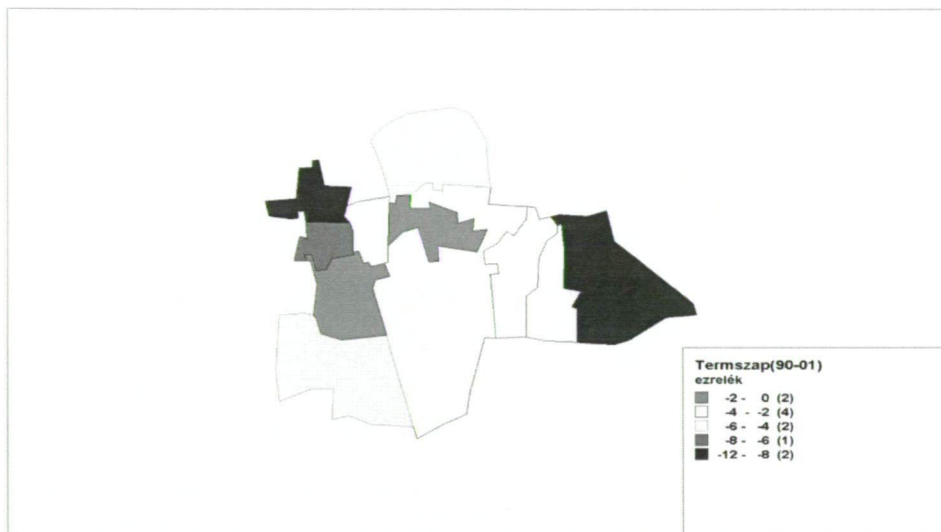 Termszap(90-01)
ezrelék
-2 - 0 (2)
-4 - -2 (4)
-6 - -4 (2)
-8 - -6 (1)
-12 - -8 (2)